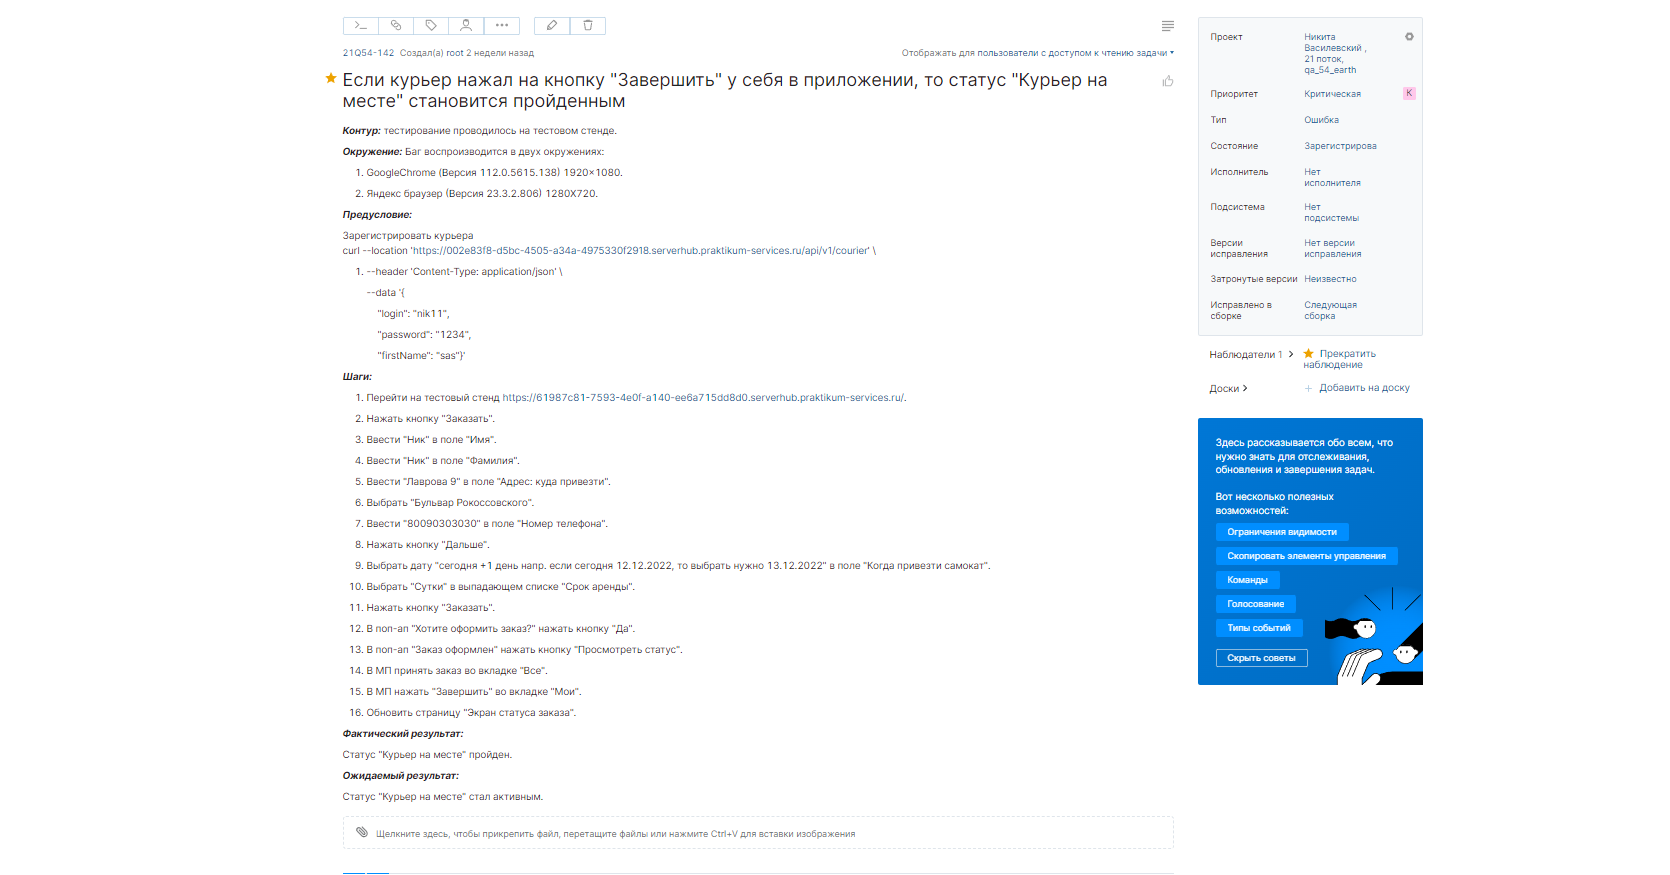 21Q54-142 Создал(а) root 2 недели назад
Отображать для пользователи с доступом к чтению задачи
Если курьер нажал на кнопку "Завершить" у себя в приложении, то статус "Курьер на
месте" становится пройденным
Контур: тестирование проводилось на тестовом стенде.
Окружение: Баг воспроизводится в двух окружениях:
1. GoogleChrome (Версия 112.0.5615.138) 1920×1080.
2. Яндекс браузер (Версия 23.3.2.806) 1280X720.
Предусловие:
Зарегистрировать курьера
curl --location 'https://002e83f8-d5bc-4505-a34a-4975330f2918.serverhub.praktikum-services.ru/api/v1/courier' \
1. --header 'Content-Type: application/json' \
--data '{
"login": "nik11",
"password": "1234",
"firstName": "sas"}'
Шаги:
1. Перейти на тестовый стенд https://61987c81-7593-4e0f-a140-ee6a715dd8d0.serverhub.praktikum-services.ru/.
2. Нажать кнопку "Заказать".
3. Ввести "Ник" в поле "Имя".
4. Ввести "Ник" в поле "Фамилия".
5. Ввести "Лаврова 9" в поле "Адрес: куда привезти".
6. Выбрать "Бульвар Рокоссовского".
7. Ввести "80090303030" в поле "Номер телефона".
8. Нажать кнопку "Дальше".
9. Выбрать дату "сегодня +1 день напр. если сегодня 12.12.2022, то выбрать нужно 13.12.2022" в поле "Когда привезти самокат".
10. Выбрать "Сутки" в выпадающем списке "Срок аренды".
11. Нажать кнопку "Заказать".
12. В поп-ап "Хотите оформить заказ?" нажать кнопку "Да".
13. В поп-ап "Заказ оформлен" нажать кнопку "Просмотреть статус".
14. В МП принять заказ во вкладке "Все".
15. В МП нажать "Завершить" во вкладке "Мои".
16. Обновить страницу "Экран статуса заказа".
Фактический результат:
Статус "Курьер на месте" пройден.
Ожидаемый результат:
Статус "Курьер на месте" стал активным.
Щелкните здесь, чтобы прикрепить файл, перетащите файлы или нажмите Ctrl+V для вставки изображения
Проект
Никита
Василевский ,
21 поток,
qa_54_earth
Приоритет Критическая К
Тип Ошибка
Состояние Зарегистрирова
Исполнитель Нет
исполнителя
Подсистема Нет
подсистемы
Версии
исправления
Нет версии
исправления
Затронутые версии Неизвестно
Исправлено в
сборке
Следующая
сборка
Наблюдатели 1
Прекратить
наблюдение
Доски
+ Добавить на доску
Здесь рассказывается обо всем, что
нужно знать для отслеживания,
обновления и завершения задач.
Вот несколько полезных
возможностей:
Ограничения видимости
Скопировать элементы управления
Команды
Голосование
Типы событий
Скрыть советы